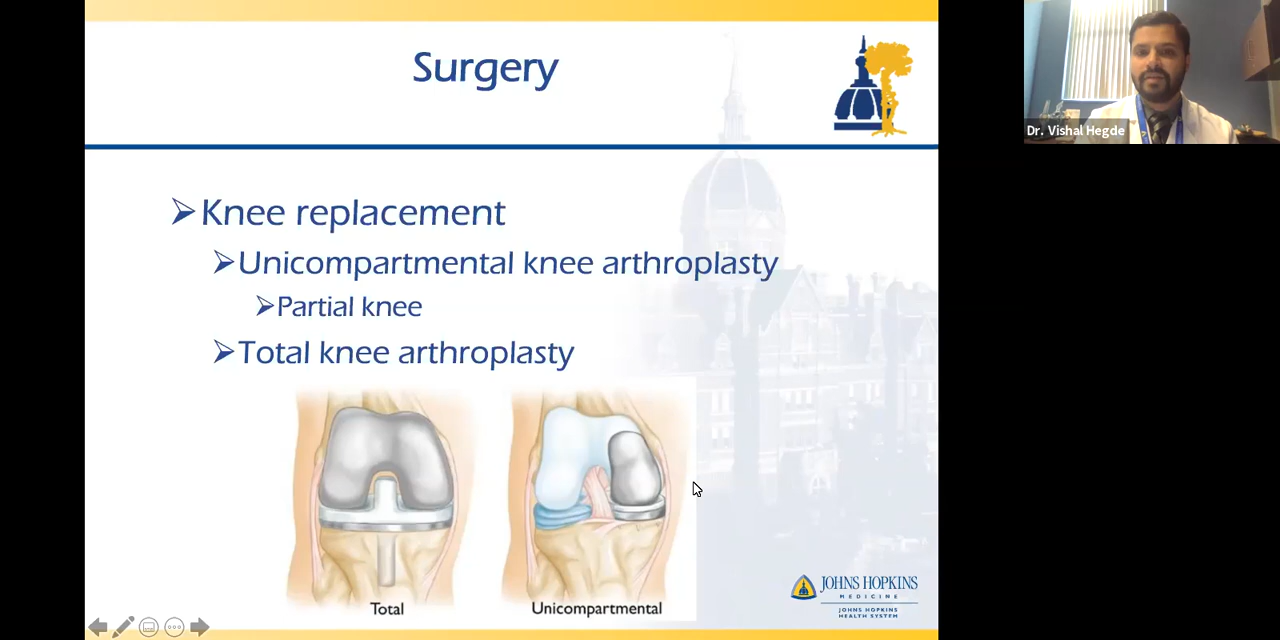 Surgery
Dr. Vishal Hegde
Knee replacement
Unicompartmental knee arthroplasty
Partial knee
Total knee arthroplasty
Total
Unicompartmental
JOHNS HOPKINS
MEDICINE
JOHNS HOPKINS
HEALTH SYSTEM